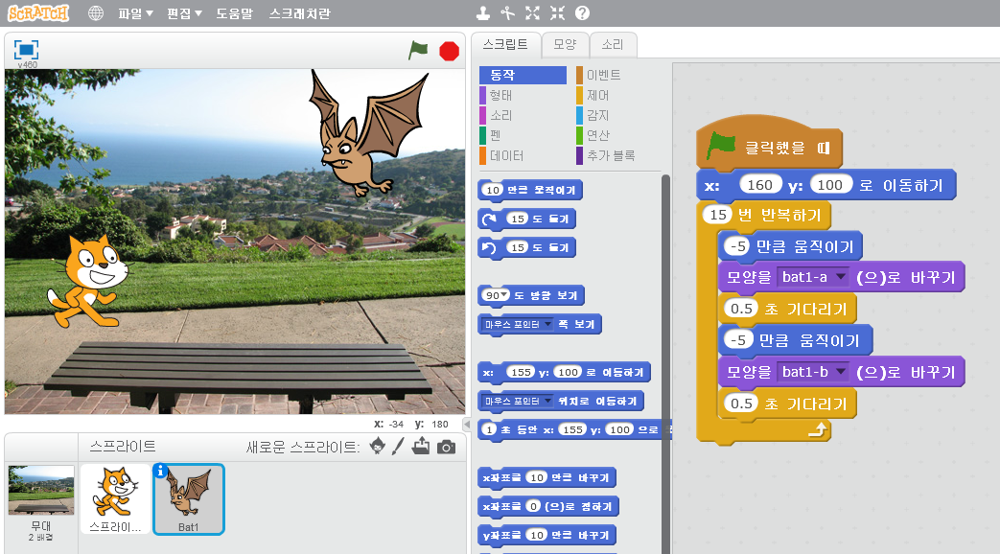 SCRATCH 파일▼ 편집▼ 도움말 스크래치란
v460
스크립트 모양 소리
동작 이벤트
형태 제어
소리 감지
펜 연산
데이터 추가 블록
10 만큼 움직이기
15 도 돌기
15 도 돌기
90▼ 도 방향 보기
마우스 포인터 ▼ 쪽 보기
x: 155 y: 100 로 이동하기
마우스 포인터 ▼ 위치로 이동하기
1 초 동안 x: 155 y: 100 으로
x좌표를 10 만큼 바꾸기
x좌표를 0 (으)로 정하기
y좌표를 10 만큼 바꾸기
클릭했을 때
x: 160 y: 100 로 이동하기
15 번 반복하기
-5 만큼 움직이기
모양을 bat1-a ▼ (으)로 바꾸기
0.5 초 기다리기
-5 만큼 움직이기
모양을 bat1-b ▼ (으)로 바꾸기
0.5 초 기다리기
x: -34 y: 180
스프라이트 새로운 스프라이트:
무대
2 배경
스프라이...
Bat1